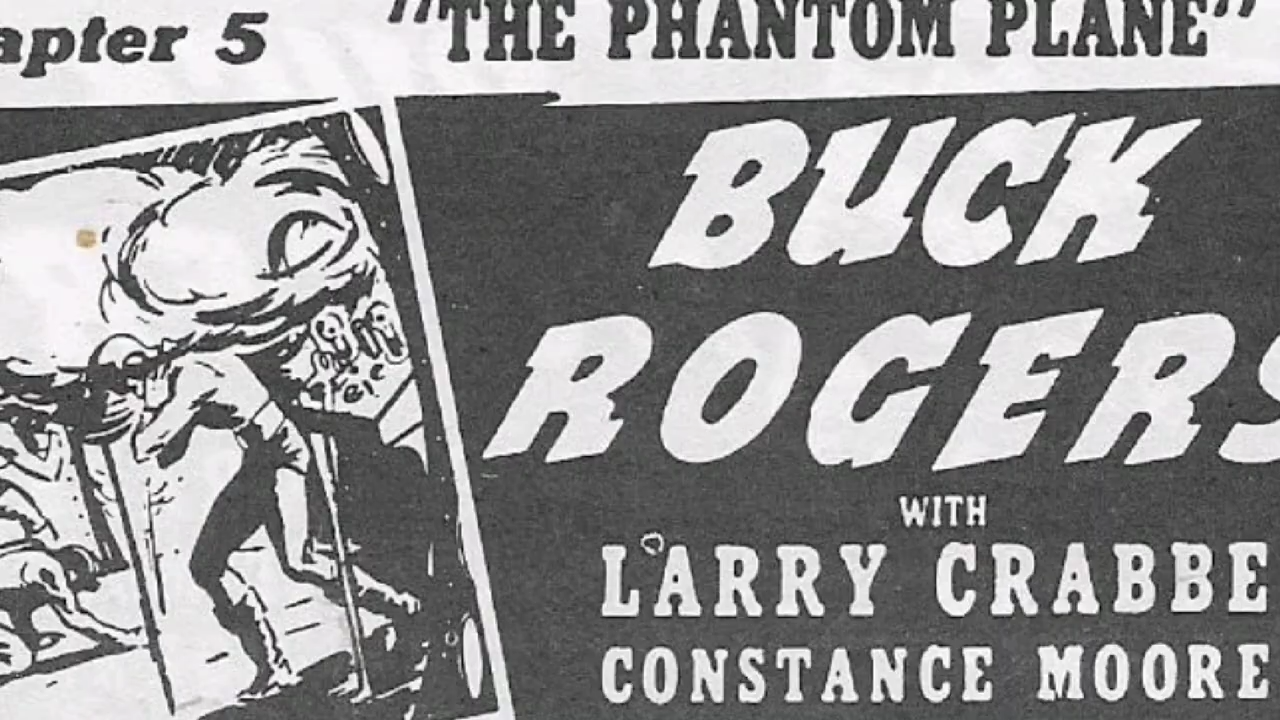 apter 5 "THE PHANTOM PLANE"
BUCK
ROGERS
WITH
LARRY CRABBE
CONSTANCE MOORE